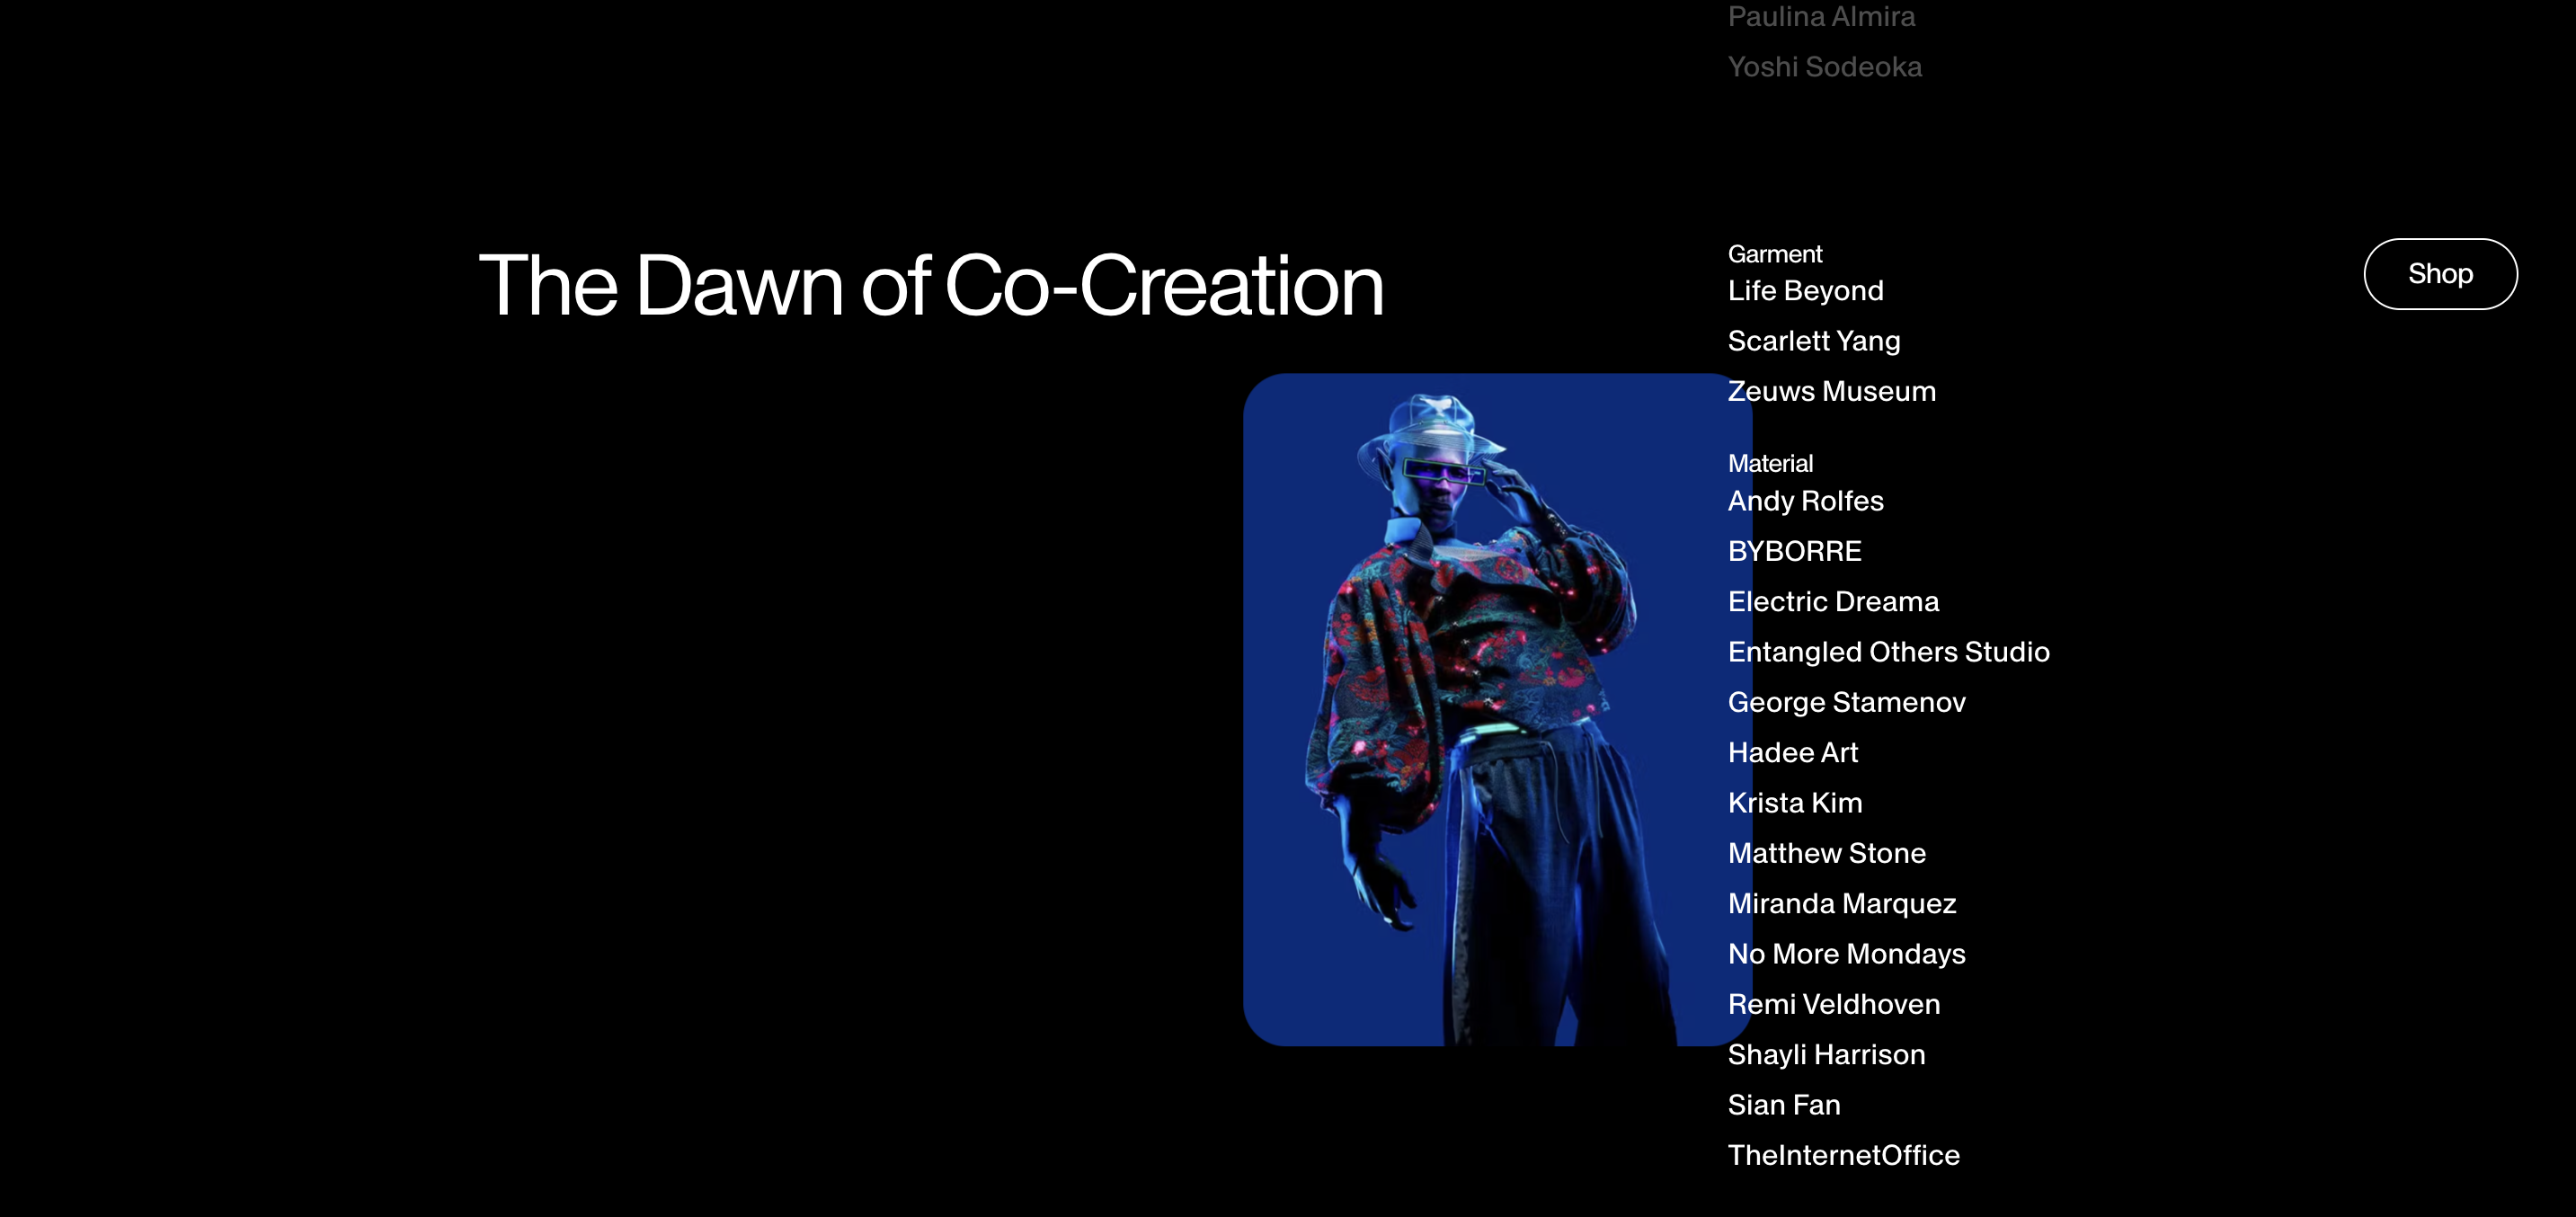 Paulina Almira
Yoshi Sodeoka
The Dawn of Co-Creation
Garment
Life Beyond
Scarlett Yang
Zeuws Museum
Material
Andy Rolfes
BYBORRE
Electric Dreama
Entangled Others Studio
George Stamenov
Hadee Art
Krista Kim
Matthew Stone
Miranda Marquez
No More Mondays
Remi Veldhoven
Shayli Harrison
Sian Fan
TheInternetOffice
Shop